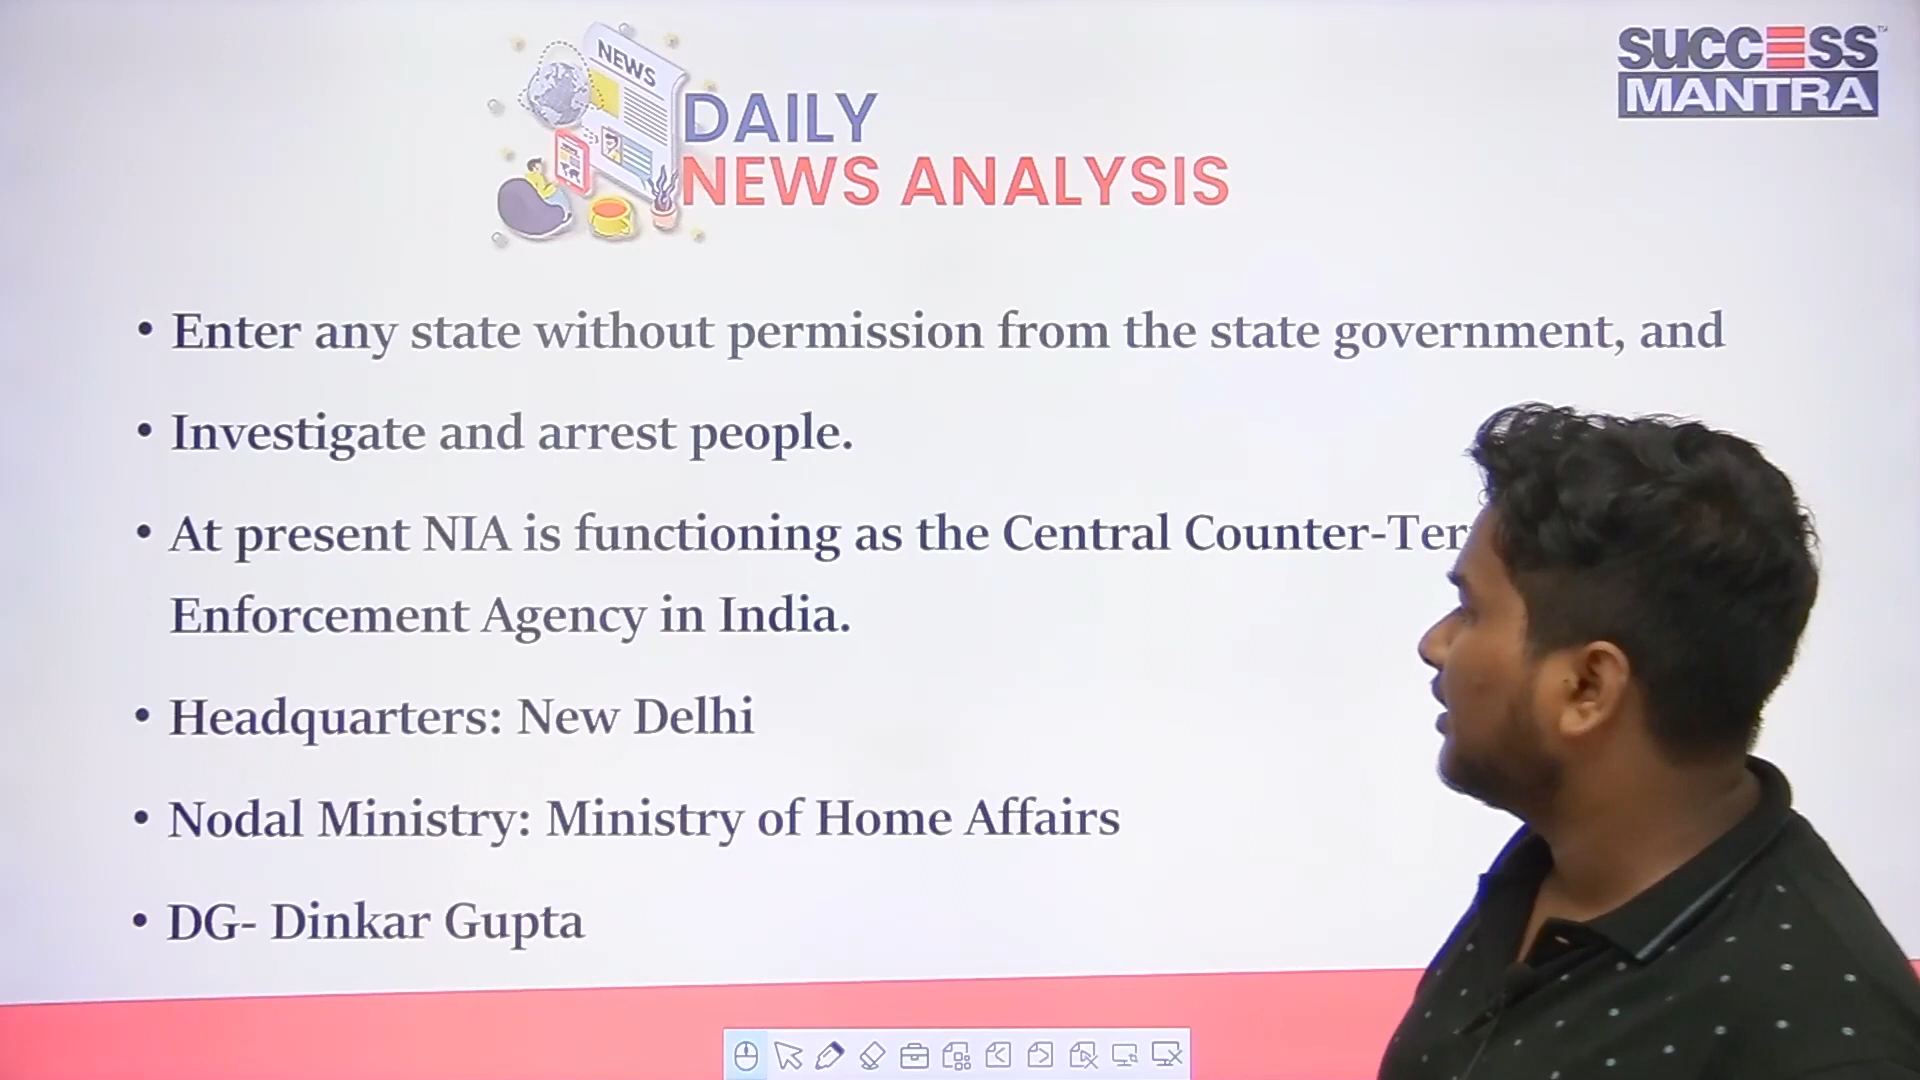 NEWS
DAILY
NEWS ANALYSIS
SUCCESS™
MANTRA
• Enter any state without permission from the state government, and
• Investigate and arrest people.
• At present NIA is functioning as the Central Counter-Ter
Enforcement Agency in India.
• Headquarters: New Delhi
• Nodal Ministry: Ministry of Home Affairs
• DG- Dinkar Gupta